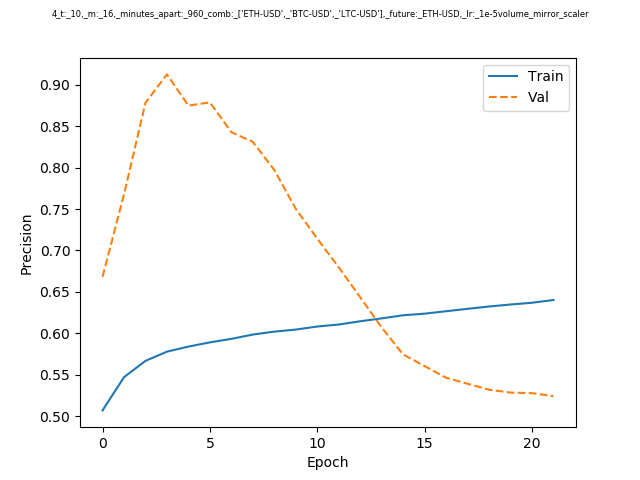 4_t:_10,_m:_16,_minutes_apart:_960_comb:_['ETH-USD',_'BTC-USD',_'LTC-USD'],_future:_ETH-USD,_lr:_1e-5volume_mirror_scaler
Train
Val
0.90
0.85
0.80
0.75
0.70
0.65
0.60
0.55
0.50
Precision
0 5 10 15 20
Epoch